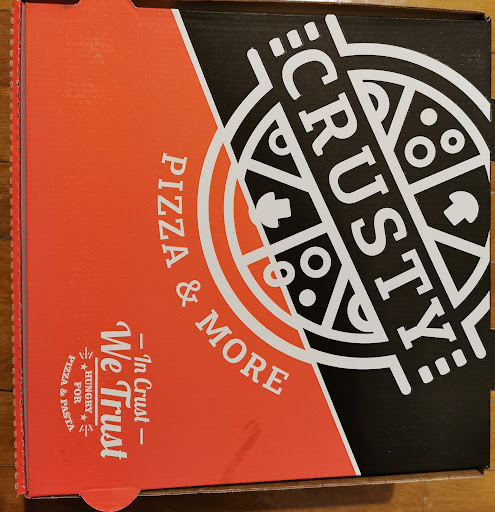 CRUSTY
PIZZA & MORE
In Crust
We Trust
HUNGRY
FOR
PIZZA & PASTA